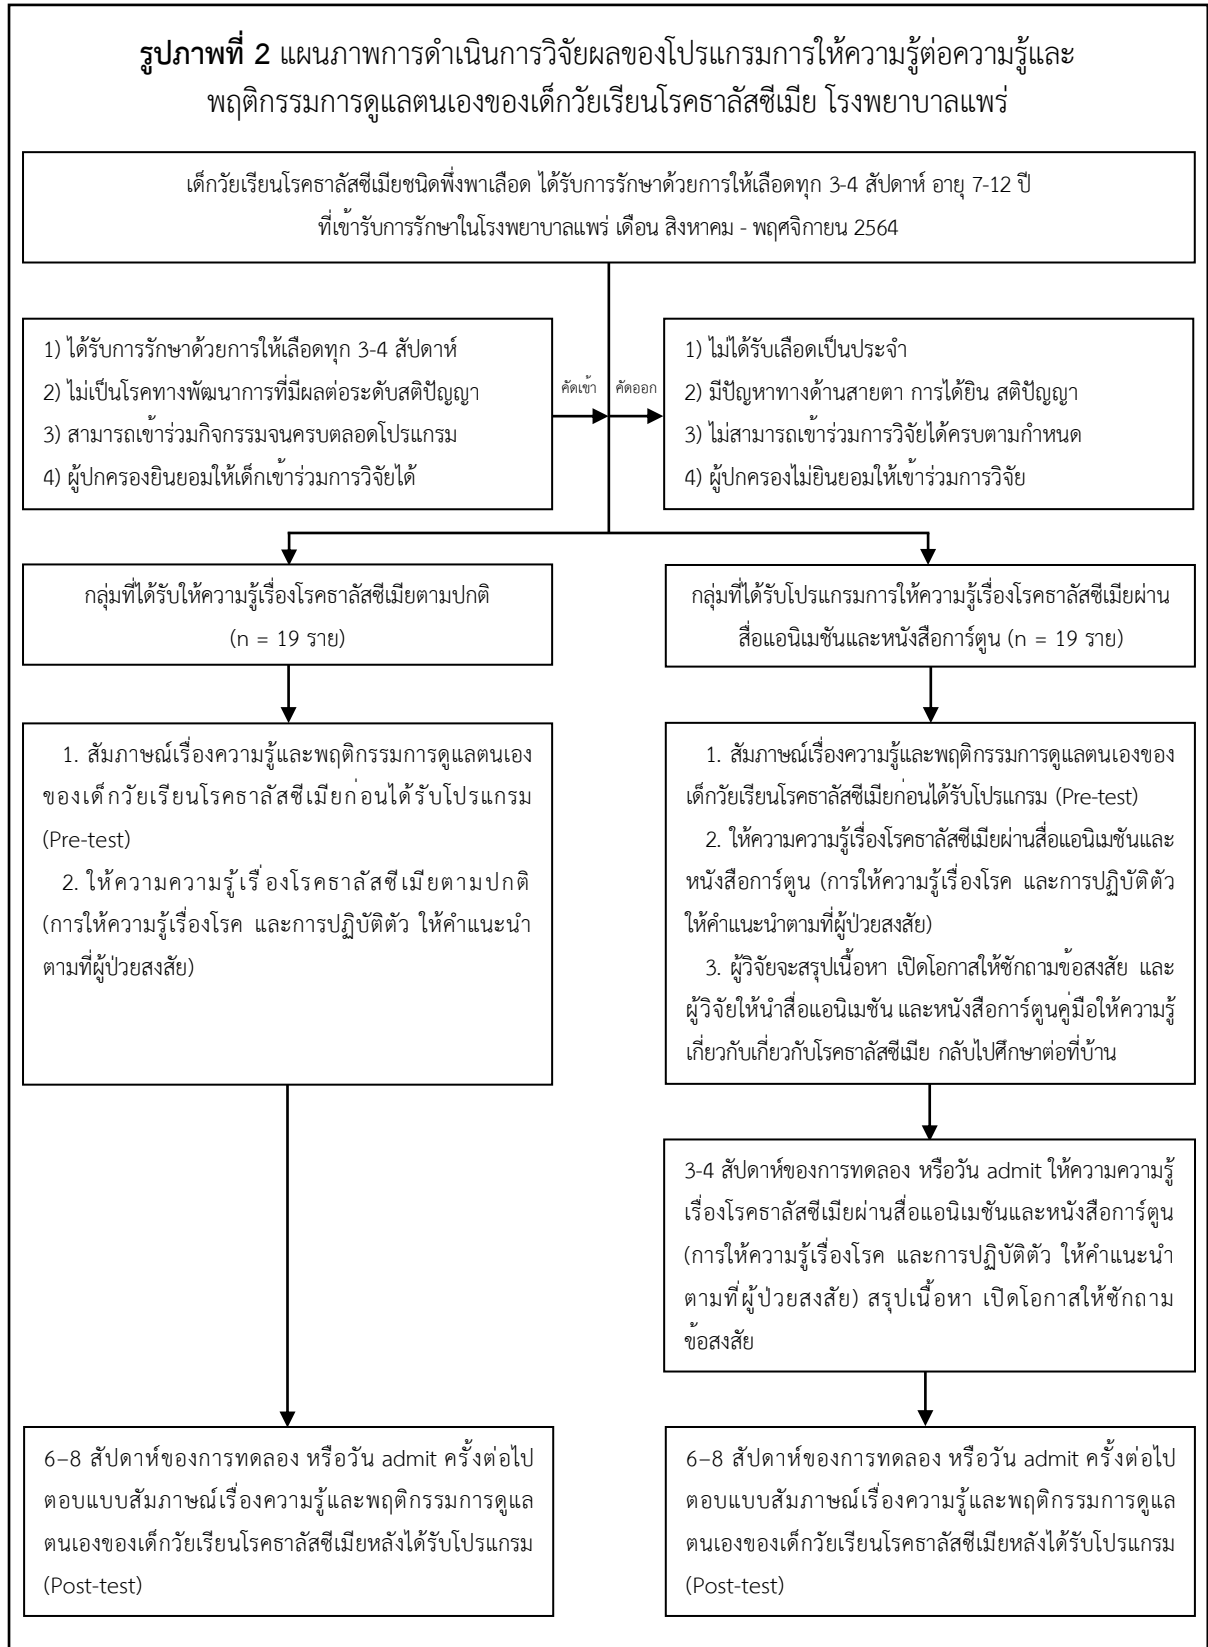 รูปภาพที่ 2 แผนภาพการดำเนินการวิจัยผลของโปรแกรมการให้ความรู้ต่อความรู้และ
พฤติกรรมการดูแลตนเองของเด็กวัยเรียนโรคธาลัสซีเมีย โรงพยาบาลแพร่
เด็กวัยเรียนโรคธาลัสซีเมียชนิดพึ่งพาเลือด ได้รับการรักษาด้วยการให้เลือดทุก 3-4 สัปดาห์ อายุ 7-12 ปี
ที่เข้ารับการรักษาในโรงพยาบาลแพร่ เดือน สิงหาคม - พฤศจิกายน 2564
1) ได้รับการรักษาด้วยการให้เลือดทุก 3-4 สัปดาห์
2) ไม่เป็นโรคทางพัฒนาการที่มีผลต่อระดับสติปัญญา
3) สามารถเข้าร่วมกิจกรรมจนครบตลอดโปรแกรม
4) ผู้ปกครองยินยอมให้เด็กเข้าร่วมการวิจัยได้
คัดเข้า
คัดออก
1) ไม่ได้รับเลือดเป็นประจำ
2) มีปัญหาทางด้านสายตา การได้ยิน สติปัญญา
3) ไม่สามารถเข้าร่วมการวิจัยได้ครบตามกำหนด
4) ผู้ปกครองไม่ยินยอมให้เข้าร่วมการวิจัย
กลุ่มที่ได้รับให้ความรู้เรื่องโรคธาลัสซีเมียตามปกติ
(n = 19 ราย)
กลุ่มที่ได้รับโปรแกรมการให้ความรู้เรื่องโรคธาลัสซีเมียผ่าน
สื่อแอนิเมชันและหนังสือการ์ตูน (n = 19 ราย)
1. สัมภาษณ์เรื่องความรู้และพฤติกรรมการดูแลตนเอง
ของเด็กวัยเรียนโรคธาลัสซีเมียก่อนได้รับโปรแกรม
(Pre-test)
2. ให้ความความรู้เรื่องโรคธาลัสซีเมียตามปกติ
(การให้ความรู้เรื่องโรค และการปฏิบัติตัว ให้คำแนะนำ
ตามที่ผู้ป่วยสงสัย)
1. สัมภาษณ์เรื่องความรู้และพฤติกรรมการดูแลตนเองของ
เด็กวัยเรียนโรคธาลัสซีเมียก่อนได้รับโปรแกรม (Pre-test)
2. ให้ความความรู้เรื่องโรคธาลัสซีเมียผ่านสื่อแอนิเมชันและ
หนังสือการ์ตูน (การให้ความรู้เรื่องโรค และการปฏิบัติตัว
ให้คำแนะนำตามที่ผู้ป่วยสงสัย)
3. ผู้วิจัยจะสรุปเนื้อหา เปิดโอกาสให้ซักถามข้อสงสัย และ
ผู้วิจัยให้นำสื่อแอนิเมชัน และหนังสือการ์ตูนคู่มือให้ความรู้
เกี่ยวกับเกี่ยวกับโรคธาลัสซีเมีย กลับไปศึกษาต่อที่บ้าน
3-4 สัปดาห์ของการทดลอง หรือวัน admit ให้ความความรู้
เรื่องโรคธาลัสซีเมียผ่านสื่อแอนิเมชันและหนังสือการ์ตูน
(การให้ความรู้เรื่องโรค และการปฏิบัติตัว ให้คำแนะนำ
ตามที่ผู้ป่วยสงสัย) สรุปเนื้อหา เปิดโอกาสให้ซักถาม
ข้อสงสัย
6–8 สัปดาห์ของการทดลอง หรือวัน admit ครั้งต่อไป
ตอบแบบสัมภาษณ์เรื่องความรู้และพฤติกรรมการดูแล
ตนเองของเด็กวัยเรียนโรคธาลัสซีเมียหลังได้รับโปรแกรม
(Post-test)
6–8 สัปดาห์ของการทดลอง หรือวัน admit ครั้งต่อไป
ตอบแบบสัมภาษณ์เรื่องความรู้และพฤติกรรมการดูแล
ตนเองของเด็กวัยเรียนโรคธาลัสซีเมียหลังได้รับโปรแกรม
(Post-test)